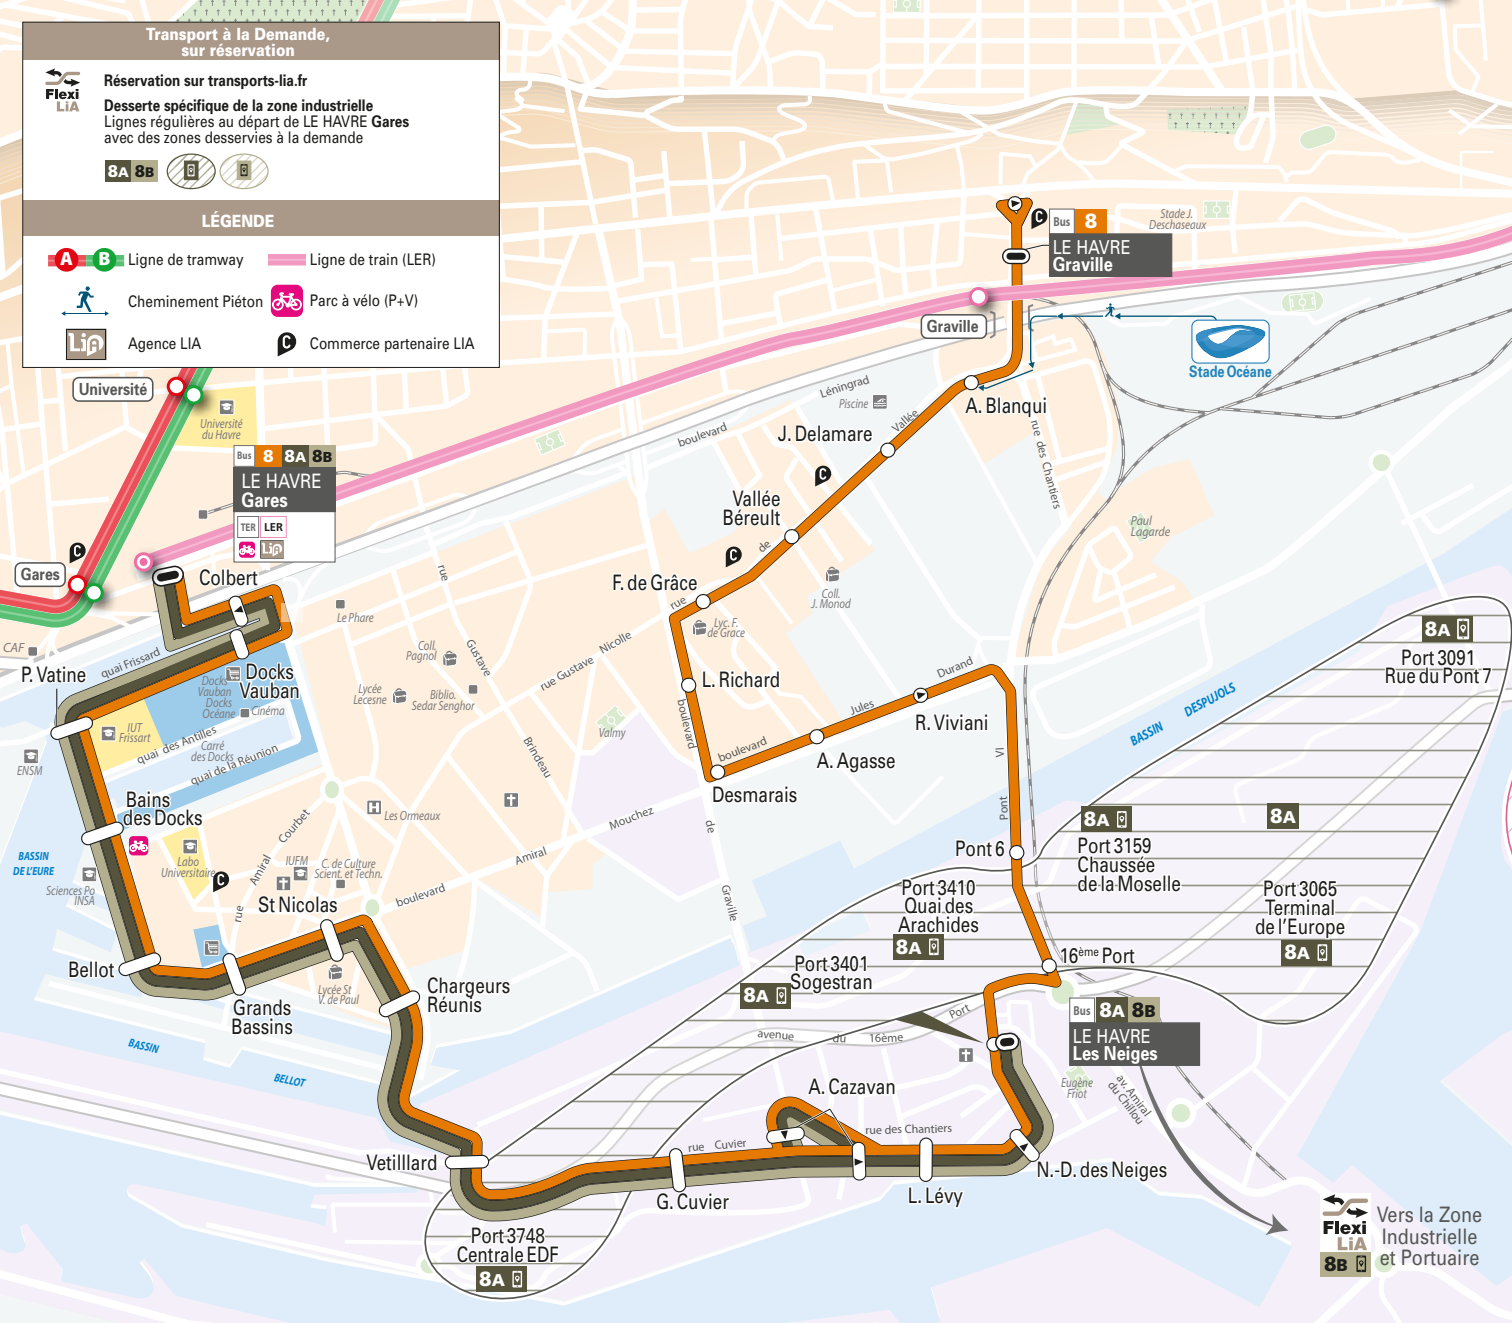 Transport à la Demande,
sur réservation
Flexi
LiA
Réservation sur transports-lia.fr
Desserte spécifique de la zone industrielle
Lignes régulières au départ de LE HAVRE Gares
avec des zones desservies à la demande
8A 8B
LÉGENDE
A B Ligne de tramway
Ligne de train (LER)
Cheminement Piéton
Parc à vélo (P+V)
LiA Agence LIA
C Commerce partenaire LIA
C
Bus 8
LE HAVRE
Graville
Stade J.
Deschaseaux
Graville
Stade Océane
Université
Université
du Havre
Bus 8 8A 8B
LE HAVRE
Gares
TER LER
LiA
C
Gares
Colbert
CAF
Le Phare
quai Frissard
P. Vatine
Docks
Vauban
Docks
Vauban
Docks
Océane
Cinéma
IUT
Frissart
quai des Antilles
Carré
des Docks
quai de la Réunion
ENSM
Bains
des Docks
BASSIN
DE L'EURE
Labo
Universitaire
C
Sciences Po
INSA
Bellot
Grands
Bassins
St Nicolas
Lycée St
V. de Paul
Chargeurs
Réunis
IUFM
C. de Culture
Scient. et Techn.
rue
Amiral
Courbet
Les Ormeaux
boulevard
Amiral
Mouchez
Brindeau
Gustave
rue
Coll.
Pagnol
Lycée
Lecesne
Biblio.
Sedar Senghor
Valmy
rue Gustave Nicolle
boulevard
Léningrad
Piscine
A. Blanqui
J. Delamare
Vallée
C
Vallée
Béreult
C
de
F. de Grâce
rue
Lyc. F.
de Grace
Coll.
J. Monod
rue des Chantiers
Paul
Lagarde
L. Richard
boulevard
de
Graville
Desmarais
boulevard
Jules
Durand
A. Agasse
R. Viviani
Pont
VI
BASSIN
DESPUJOLS
8A
Port 3091
Rue du Pont 7
Pont 6
8A
Port 3159
Chaussée
de la Moselle
8A
Port 3065
Terminal
de l'Europe
8A
Port 3410
Quai des
Arachides
8A
Port 3401
Sogestran
8A
16ème Port
Bus 8A 8B
LE HAVRE
Les Neiges
avenue
du
16ème
Port
Eugène
Friot
av. Amiral
du Chillou
A. Cazavan
rue des Chantiers
rue Cuvier
G. Cuvier
L. Lévy
N.-D. des Neiges
Vetilllard
BASSIN
BELLOT
Port 3748
Centrale EDF
8A
Flexi
LiA
8B
Vers la Zone
Industrielle
et Portuaire